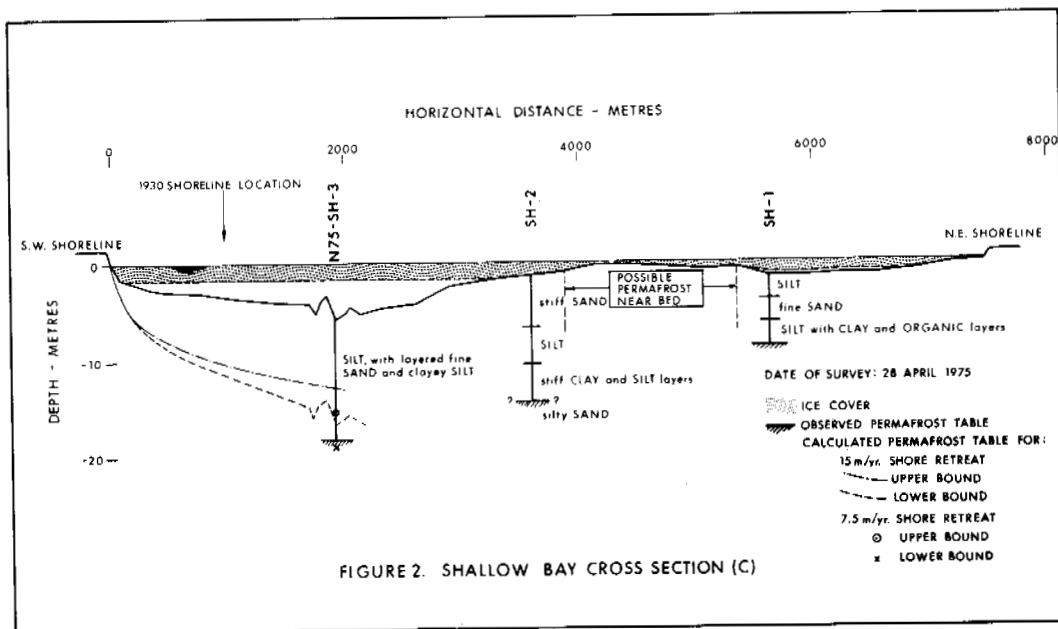 HORIZONTAL DISTANCE - METRES
0
2000
4000
6000
8000
1930 SHORELINE LOCATION
N75-SH-3
SH-2
SH-1
S.W. SHORELINE
N.E. SHORELINE
0
-10
-20
DEPTH - METRES
POSSIBLE
PERMAFROST
NEAR BED
stiff SAND
SILT
stiff CLAY and SILT layers
? ?
silty SAND
SILT
fine SAND
SILT with CLAY and ORGANIC layers
SILT, with layered fine
SAND and clayey SILT
DATE OF SURVEY: 28 APRIL 1975
ICE COVER
OBSERVED PERMAFROST TABLE
CALCULATED PERMAFROST TABLE FOR:
15 m/yr. SHORE RETREAT
UPPER BOUND
LOWER BOUND
7.5 m/yr. SHORE RETREAT
UPPER BOUND
x LOWER BOUND
FIGURE 2. SHALLOW BAY CROSS SECTION (C)